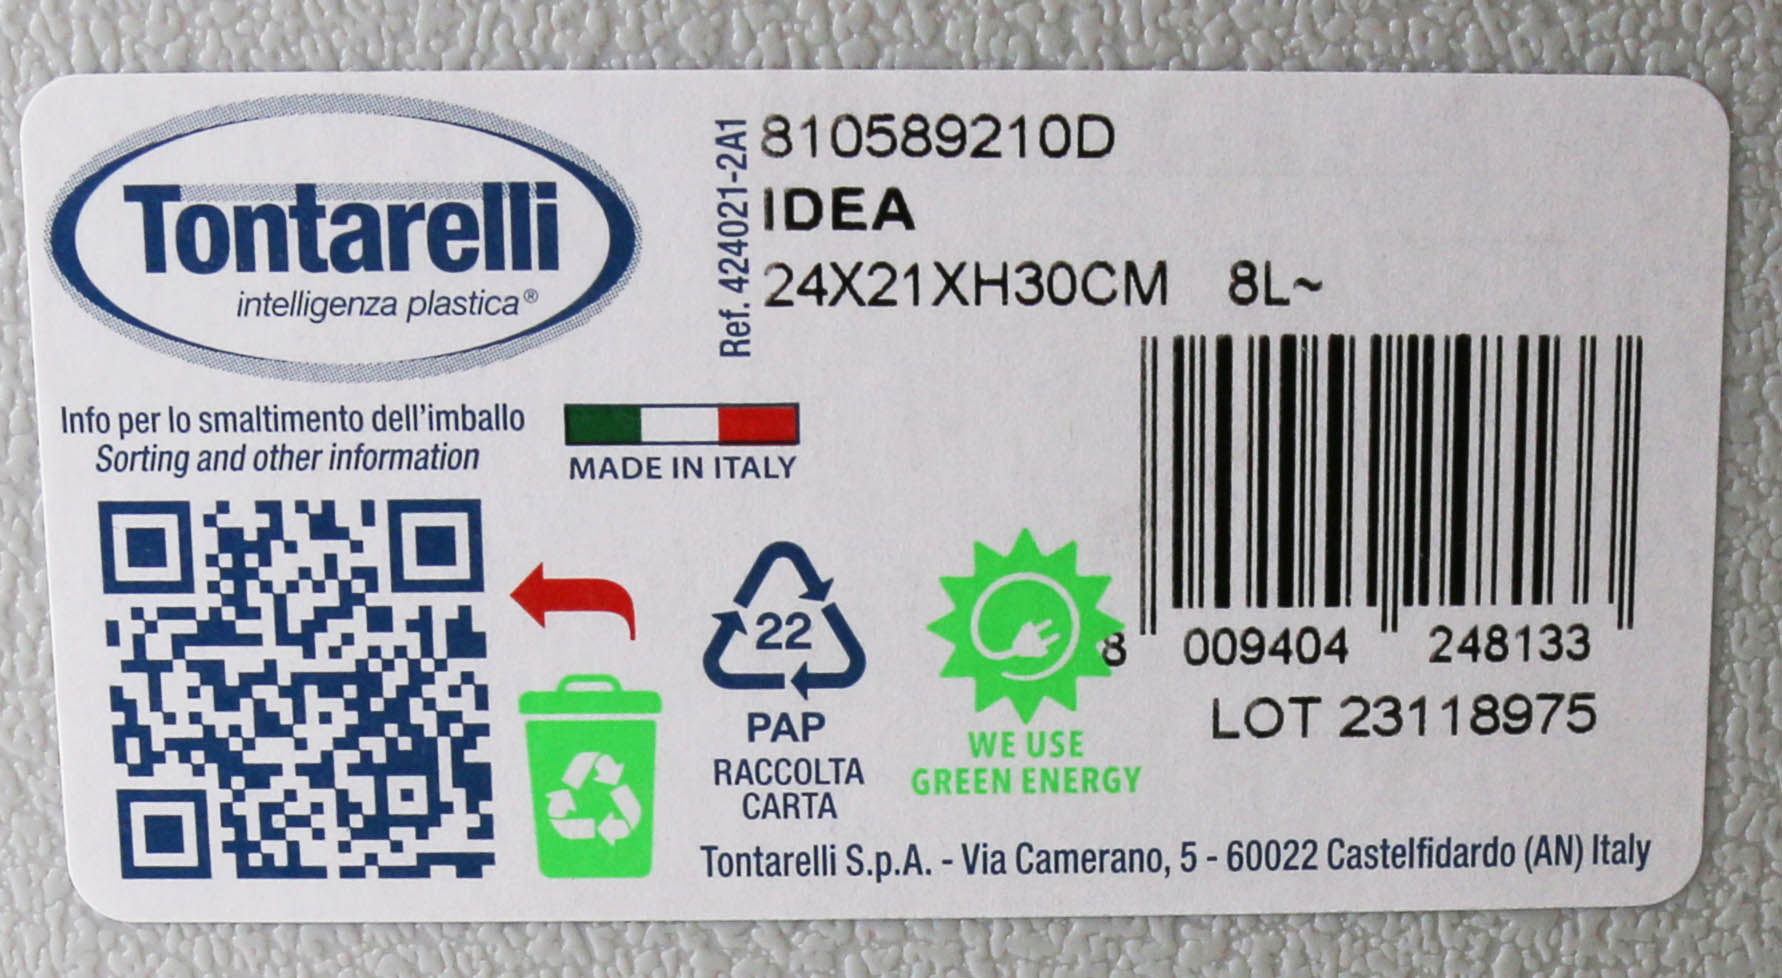 Tontarelli
intelligenza plastica®
Ref. 424021-2A1
810589210D
IDEA
24X21XH30CM 8L~
Info per lo smaltimento dell'imballo
Sorting and other information
MADE IN ITALY
22
PAP
RACCOLTA
CARTA
WE USE
GREEN ENERGY
8 009404 248133
LOT 23118975
Tontarelli S.p.A. - Via Camerano, 5 - 60022 Castelfidardo (AN) Italy